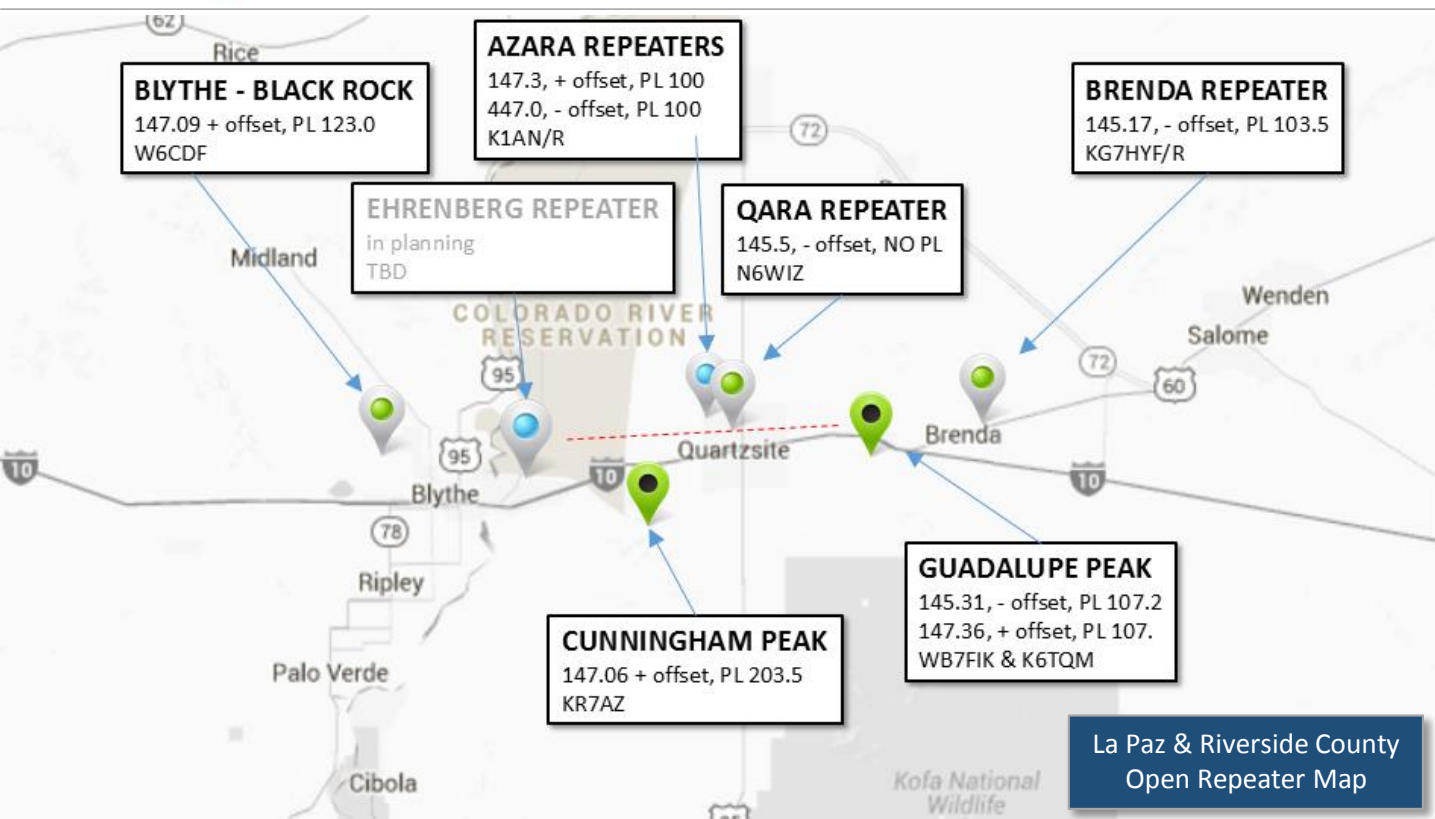 62
Rice
BLYTHE - BLACK ROCK
147.09 + offset, PL 123.0
W6CDF
AZARA REPEATERS
147.3, + offset, PL 100
447.0, - offset, PL 100
K1AN/R
72
BRENDA REPEATER
145.17, - offset, PL 103.5
KG7HYF/R
EHRENBERG REPEATER
in planning
TBD
QARA REPEATER
145.5, - offset, NO PL
N6WIZ
Midland
COLORADO RIVER
RESERVATION
Wenden
Salome
95
72
60
Brenda
Quartzsite
95
10
10
10
Blythe
78
Ripley
GUADALUPE PEAK
145.31, - offset, PL 107.2
147.36, + offset, PL 107.
WB7FIK & K6TQM
CUNNINGHAM PEAK
147.06 + offset, PL 203.5
KR7AZ
Palo Verde
La Paz & Riverside County
Open Repeater Map
Cibola
Kofa National
Wildlife